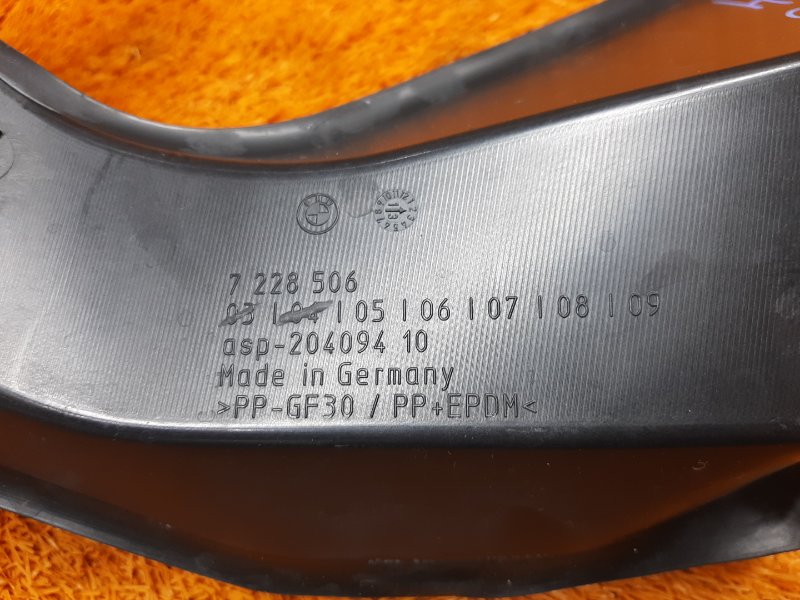 7 228 506
03 | 04 | 05 | 06 | 07 | 08 | 09
asp-204094 10
Made in Germany
>PP-GF30 / PP+EPDM<